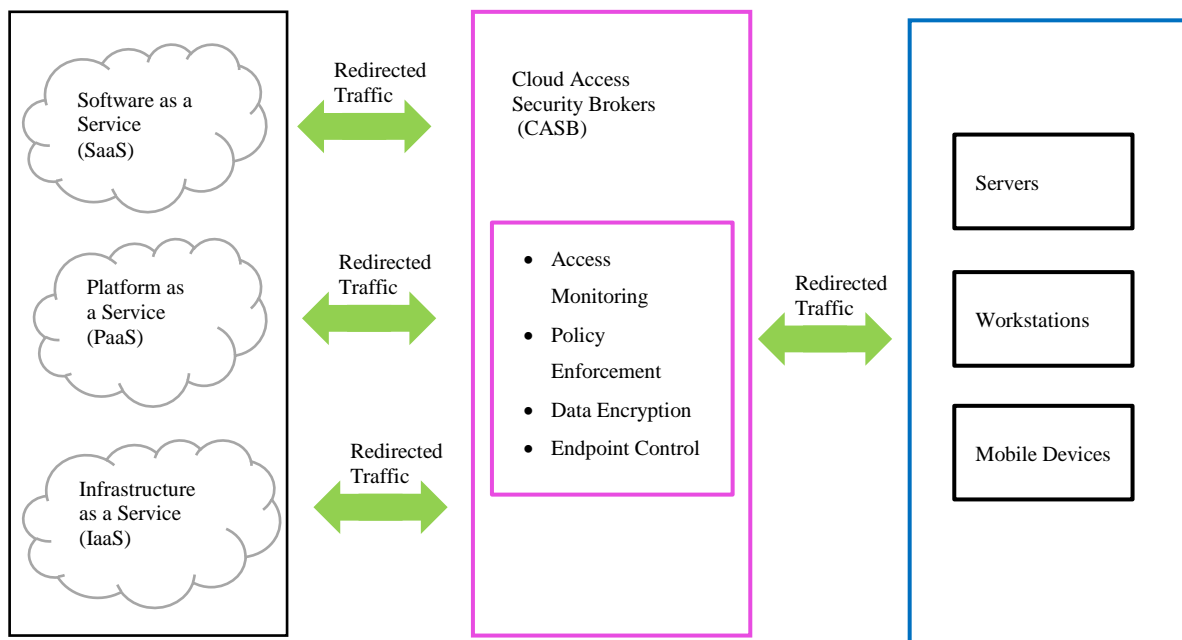 Software as a
Service
(SaaS)
Platform as
a Service
(PaaS)
Infrastructure
as a Service
(IaaS)
Redirected
Traffic
Redirected
Traffic
Redirected
Traffic
Cloud Access
Security Brokers
(CASB)
• Access
Monitoring
• Policy
Enforcement
• Data Encryption
• Endpoint Control
Redirected
Traffic
Servers
Workstations
Mobile Devices